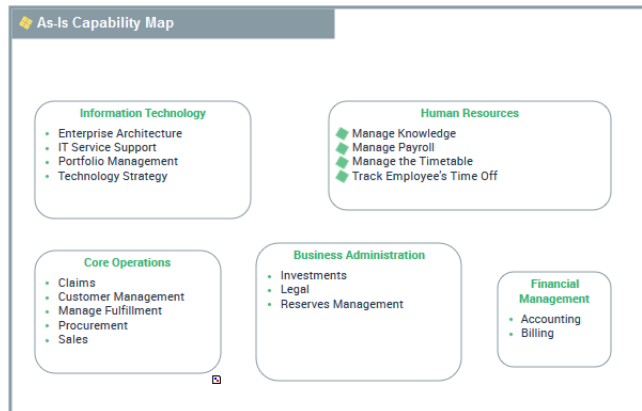 As-Is Capability Map
Information Technology
Enterprise Architecture
IT Service Support
Portfolio Management
Technology Strategy
Human Resources
Manage Knowledge
Manage Payroll
Manage the Timetable
Track Employee's Time Off
Core Operations
Claims
Customer Management
Manage Fulfillment
Procurement
Sales
Business Administration
Investments
Legal
Reserves Management
Financial
Management
Accounting
Billing